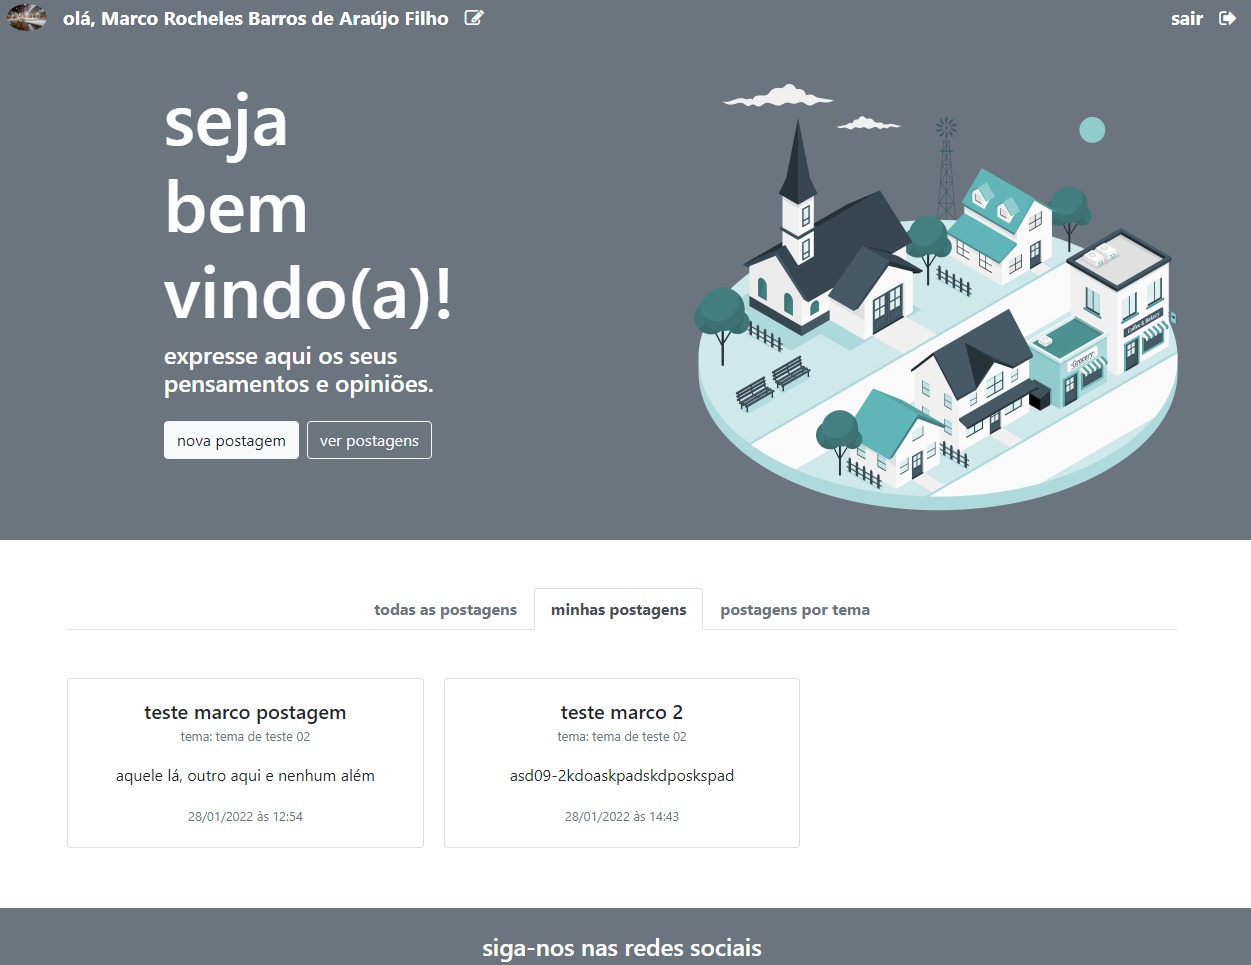 olá, Marco Rocheles Barros de Araújo Filho
sair
seja
bem
vindo(a)!
expresse aqui os seus
pensamentos e opiniões.
nova postagem
ver postagens
Coffee & Bakery
Grocery
todas as postagens
minhas postagens
postagens por tema
teste marco postagem
tema: tema de teste 02
aquele lá, outro aqui e nenhum além
28/01/2022 às 12:54
teste marco 2
tema: tema de teste 02
asd09-2kdoaskpadskdposkspad
28/01/2022 às 14:43
siga-nos nas redes sociais